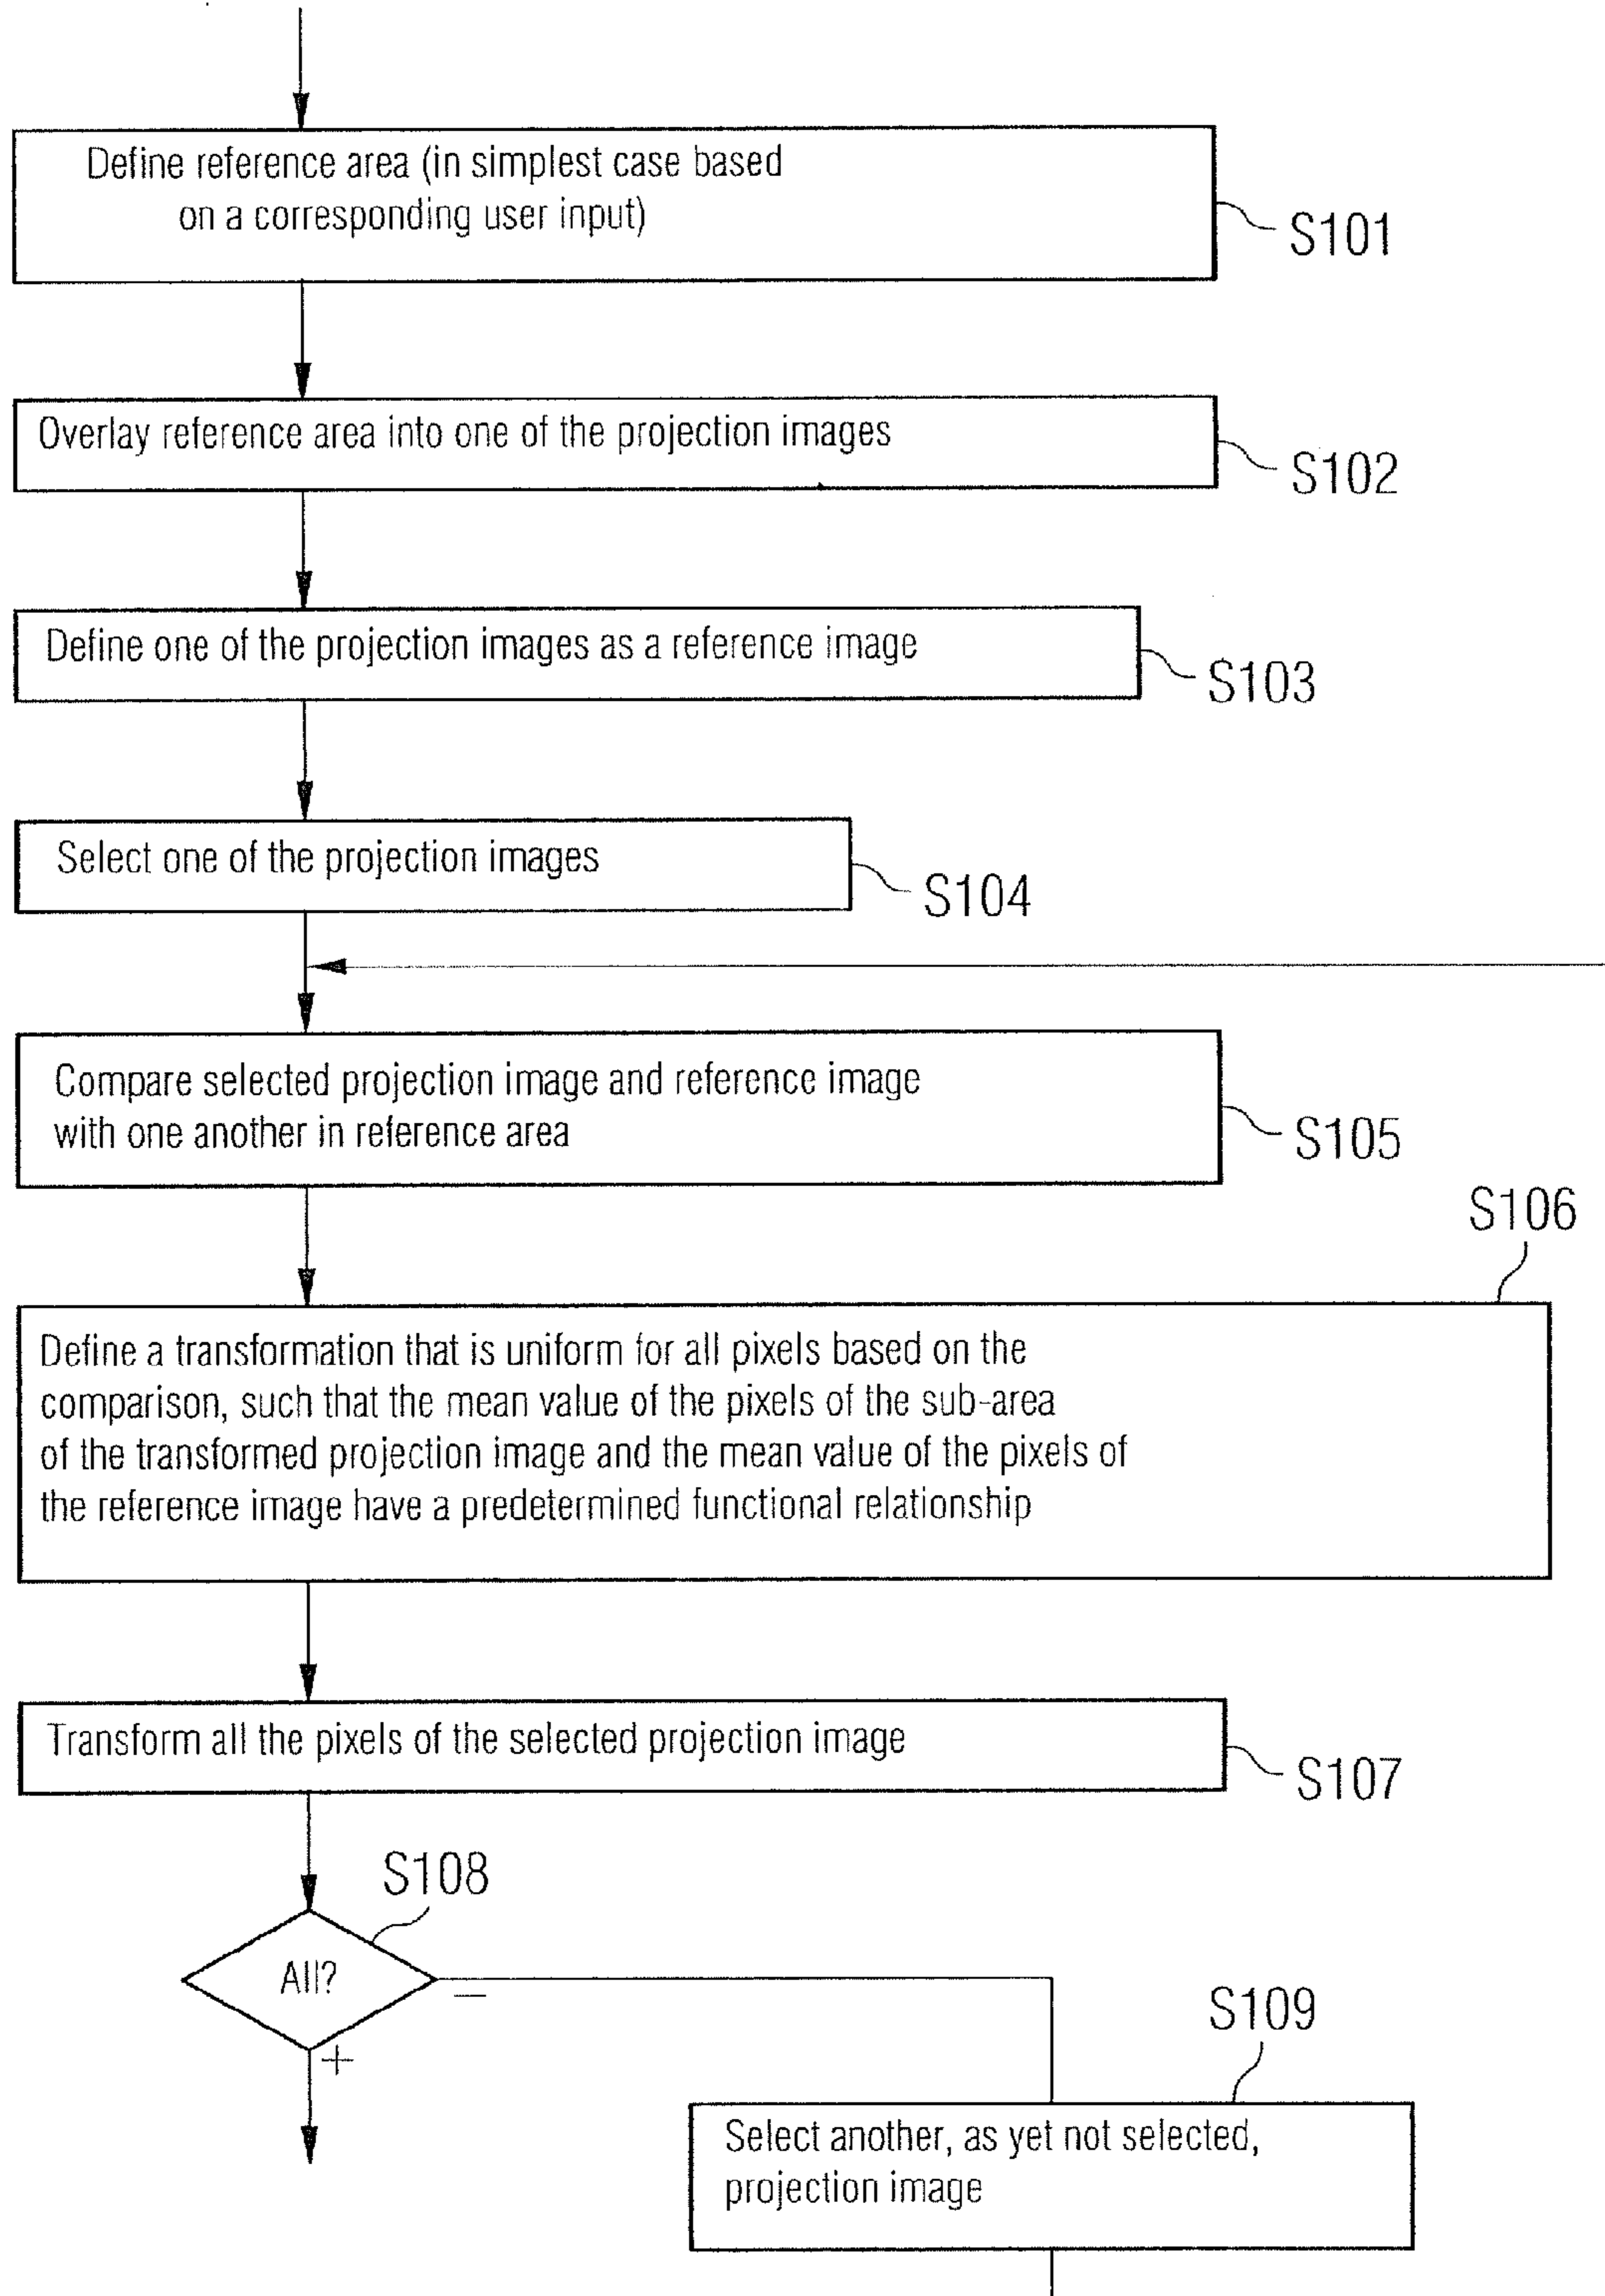 Define reference area (in simplest case based
on a corresponding user input)
S101
Overlay reference area into one of the projection images
S102
Define one of the projection images as a reference image
S103
Select one of the projection images
S104
Compare selected projection image and reference image
with one another in reference area
S105
S106
Define a transformation that is uniform for all pixels based on the
comparison, such that the mean value of the pixels of the sub-area
of the transformed projection image and the mean value of the pixels of
the reference image have a predetermined functional relationship
Transform all the pixels of the selected projection image
S107
S108
All?
—
+
S109
Select another, as yet not selected,
projection image